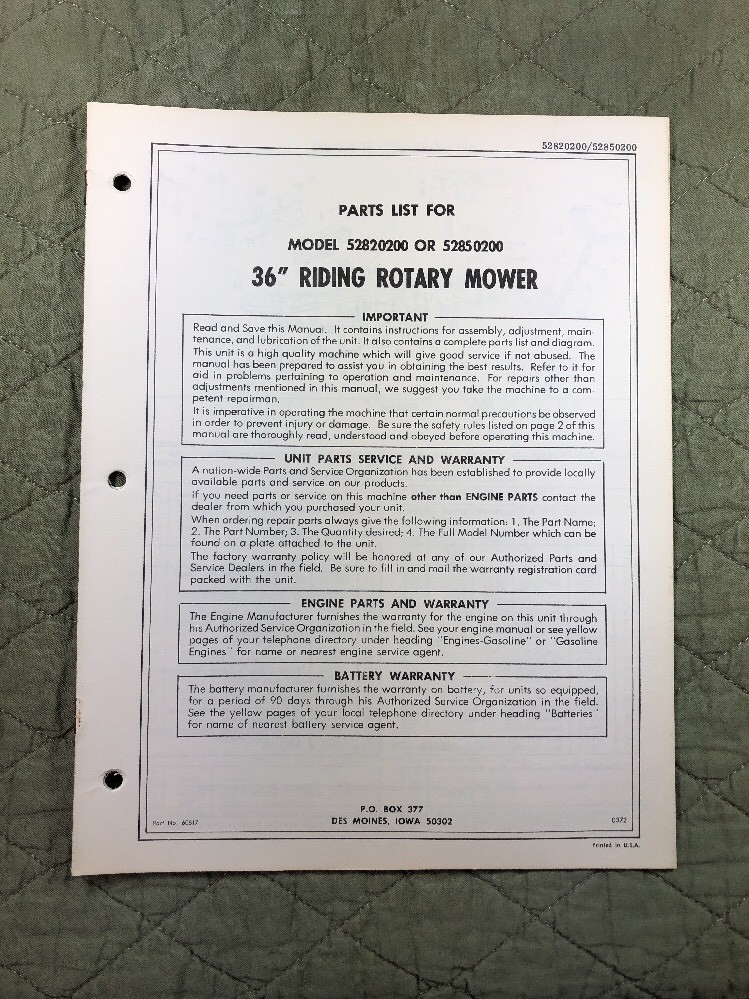 52820200/52850200
PARTS LIST FOR
MODEL 52820200 OR 52850200
36" RIDING ROTARY MOWER
IMPORTANT
Read and Save this Manual. It contains instructions for assembly, adjustment, main-
tenance, and lubrication of the unit. It also contains a complete parts list and diagram.
This unit is a high quality machine which will give good service if not abused. The
manual has been prepared to assist you in obtaining the best results. Refer to it for
aid in problems pertaining to operation and maintenance. For repairs other than
adjustments mentioned in this manual, we suggest you take the machine to a com-
petent repairman.
It is imperative in operating the machine that certain normal precautions be observed
in order to prevent injury or damage. Be sure the safety rules listed on page 2 of this
manual are thoroughly read, understood and obeyed before operating this machine.
UNIT PARTS SERVICE AND WARRANTY
A nation-wide Parts and Service Organization has been established to provide locally
available parts and service on our products.
If you need parts or service on this machine other than ENGINE PARTS contact the
dealer from which you purchased your unit.
When ordering repair parts always give the following information: 1. The Part Name;
2. The Part Number; 3. The Quantity desired; 4. The Full Model Number which can be
found on a plate attached to the unit.
The factory warranty policy will be honored at any of our Authorized Parts and
Service Dealers in the field. Be sure to fill in and mail the warranty registration card
packed with the unit.
ENGINE PARTS AND WARRANTY
The Engine Manufacturer furnishes the warranty for the engine on this unit through
his Authorized Service Organization in the field. See your engine manual or see yellow
pages of your telephone directory under heading "Engines-Gasoline" or "Gasoline
Engines" for name or nearest engine service agent.
BATTERY WARRANTY
The battery manufacturer furnishes the warranty on battery, for units so equipped,
for a period of 90 days through his Authorized Service Organization in the field.
See the yellow pages of your local telephone directory under heading "Batteries"
for name of nearest battery service agent.
P.O. BOX 377
DES MOINES, IOWA 50302
Part No.
0372
Printed in U.S.A.